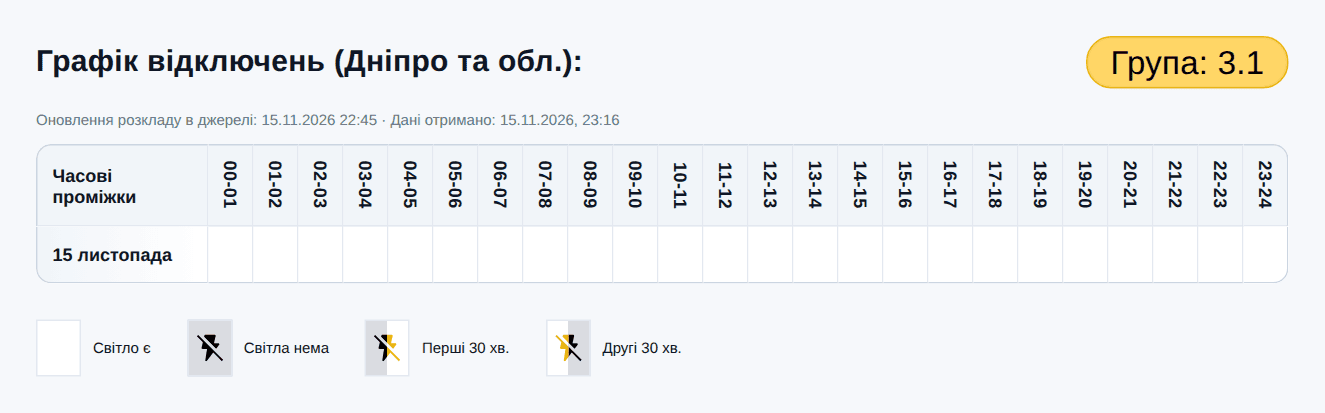 Графік відключень (Дніпро та обл.):
Група: 3.1
Оновлення розкладу в джерелі: 15.11.2026 22:45 · Дані отримано: 15.11.2026, 23:16
Часові
проміжки
00-01
01-02
02-03
03-04
04-05
05-06
06-07
07-08
08-09
09-10
10-11
11-12
12-13
13-14
14-15
15-16
16-17
17-18
18-19
19-20
20-21
21-22
22-23
23-24
15 листопада
Світло є
Світла нема
Перші 30 хв.
Другі 30 хв.